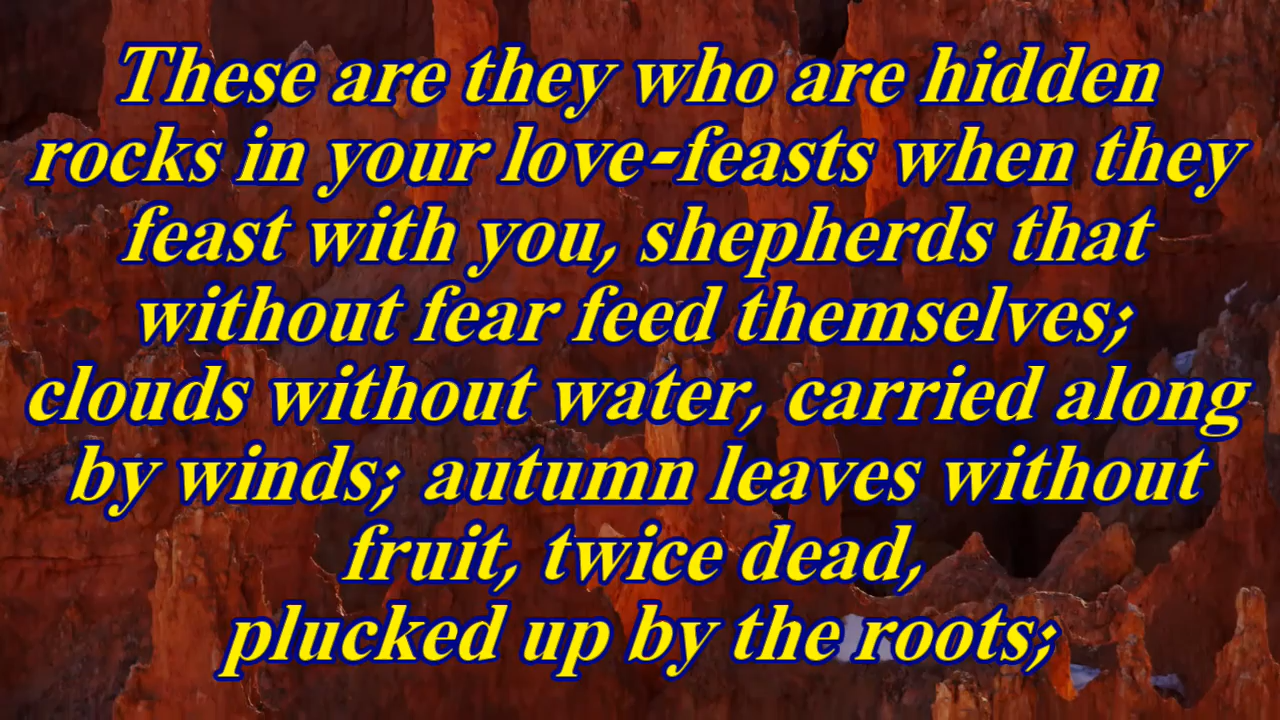 These are they who are hidden
rocks in your love-feasts when they
feast with you, shepherds that
without fear feed themselves;
clouds without water, carried along
by winds; autumn leaves without
fruit, twice dead,
plucked up by the roots;